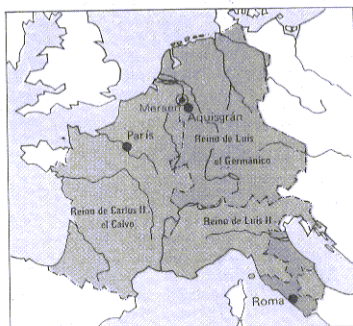 Mersen
Aquisgrán
París
Reino de Luis
el Germánico
Reino de Carlos II
el Calvo
Reino de Luis II
Roma